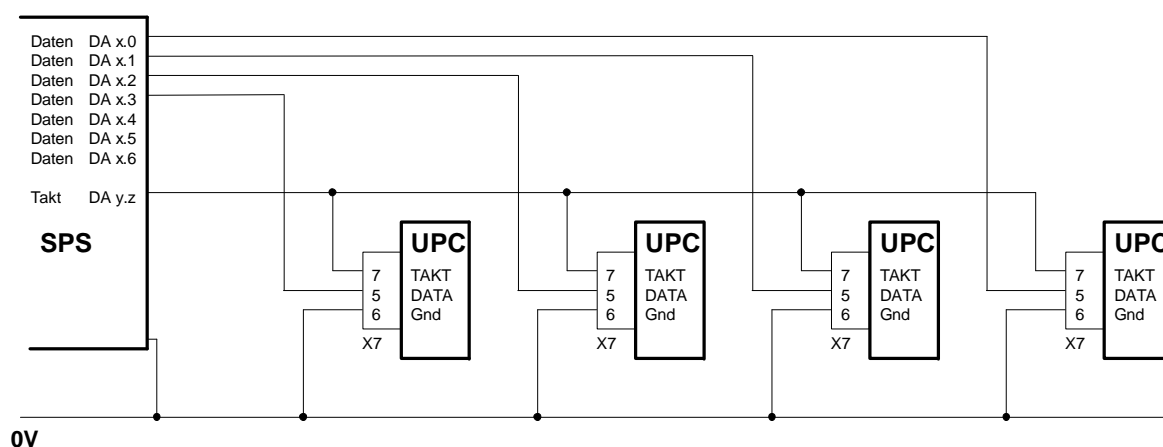 Daten DA x.0
Daten DA x.1
Daten DA x.2
Daten DA x.3
Daten DA x.4
Daten DA x.5
Daten DA x.6
Takt DA y.z
SPS
UPC
7 TAKT
5 DATA
6 Gnd
X7
UPC
7 TAKT
5 DATA
6 Gnd
X7
UPC
7 TAKT
5 DATA
6 Gnd
X7
UPC
7 TAKT
5 DATA
6 Gnd
X7
0V